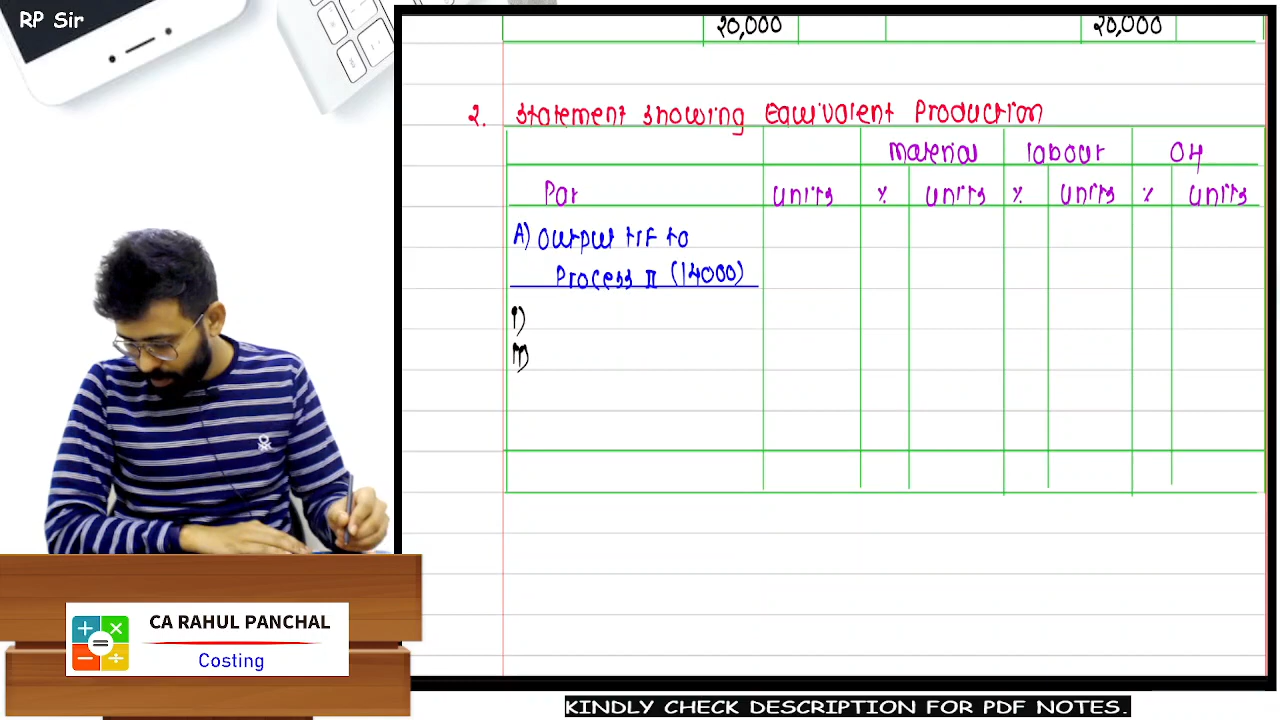 RP Sir
20,000 20,000
2. Statement showing Equivalent Production
Material labour OH
Par units % units % units % units
A) Output trf to
Process II (14000)
i)
ii)
CA RAHUL PANCHAL
Costing
KINDLY CHECK DESCRIPTION FOR PDF NOTES.